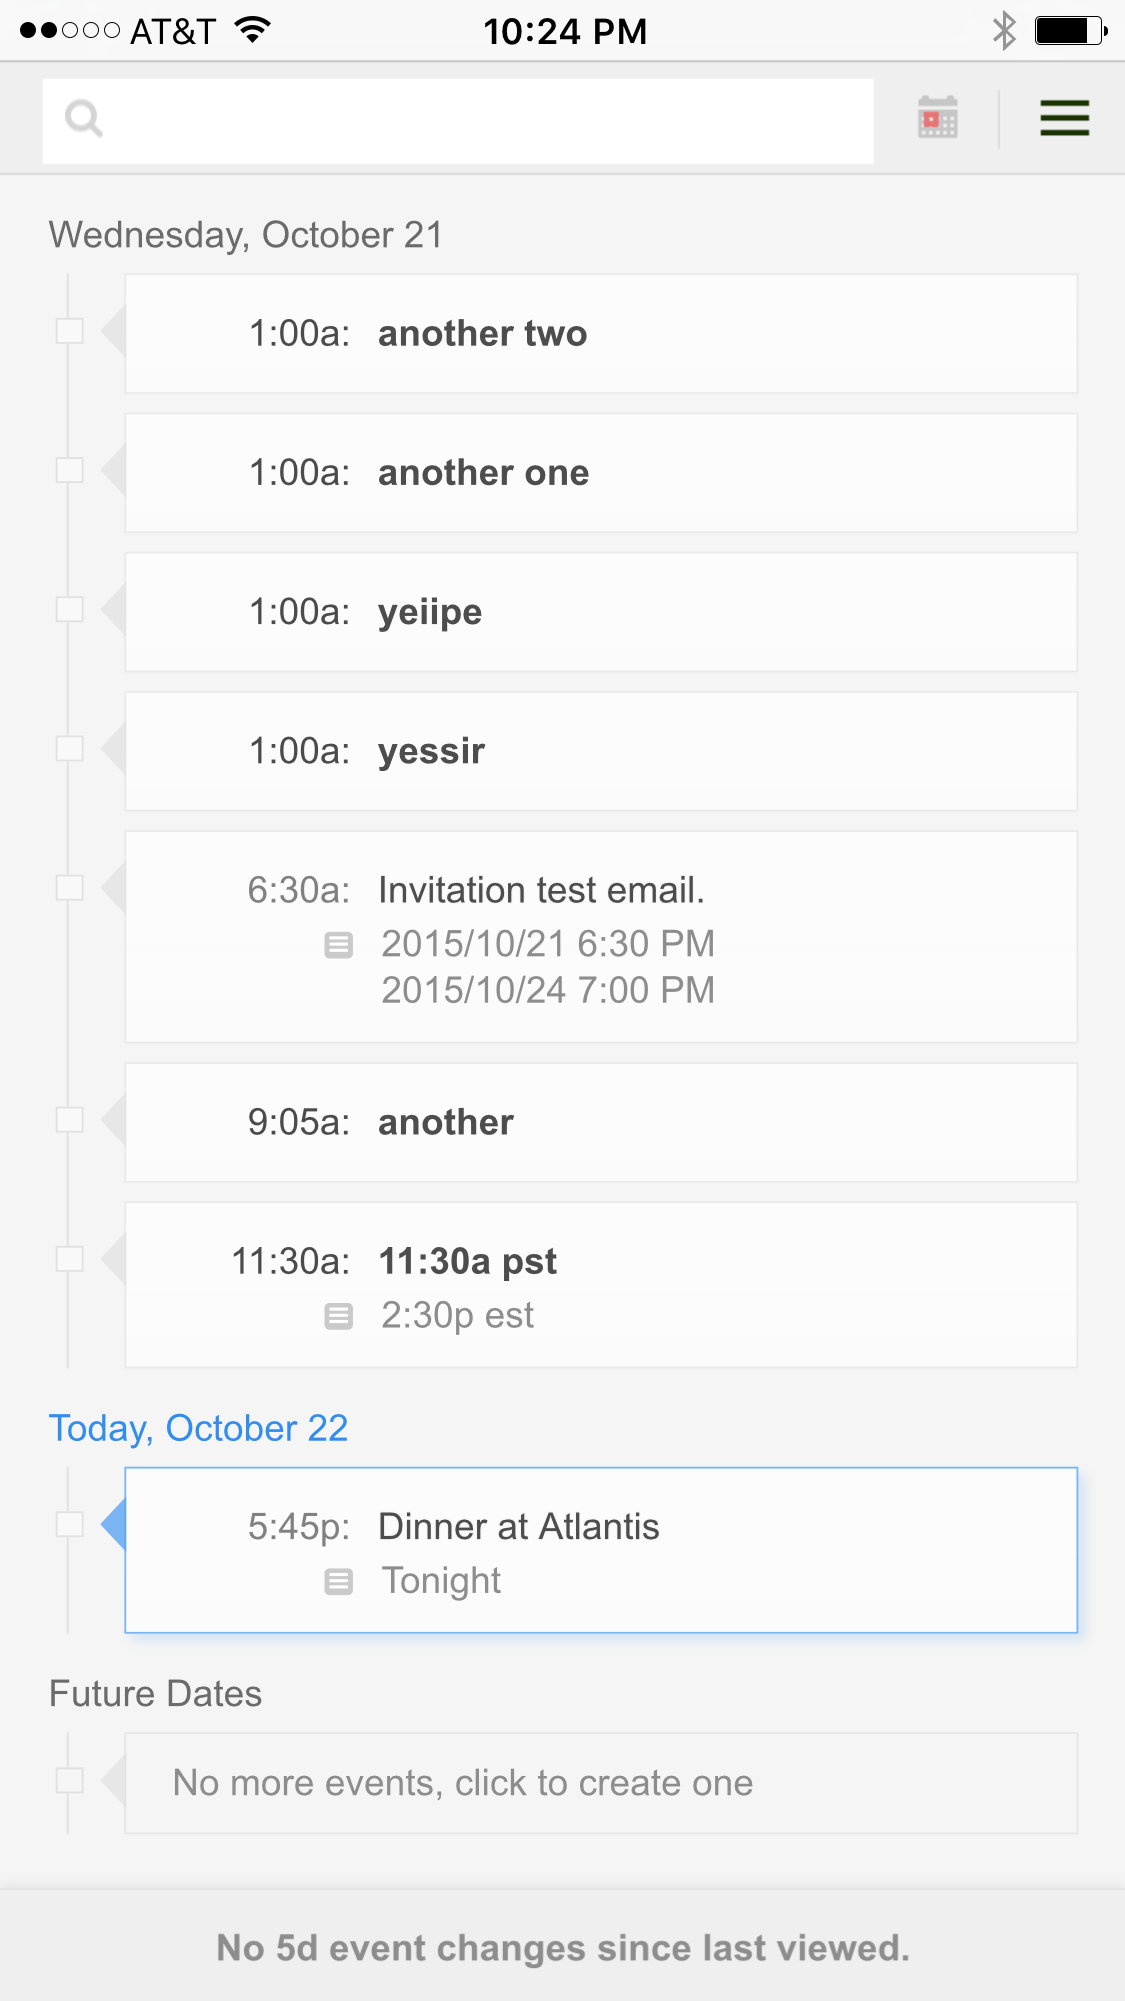 AT&T 10:24 PM
Wednesday, October 21
1:00a: another two
1:00a: another one
1:00a: yeiipe
1:00a: yessir
6:30a: Invitation test email.
2015/10/21 6:30 PM
2015/10/24 7:00 PM
9:05a: another
11:30a: 11:30a pst
2:30p est
Today, October 22
5:45p: Dinner at Atlantis
Tonight
Future Dates
No more events, click to create one
No 5d event changes since last viewed.